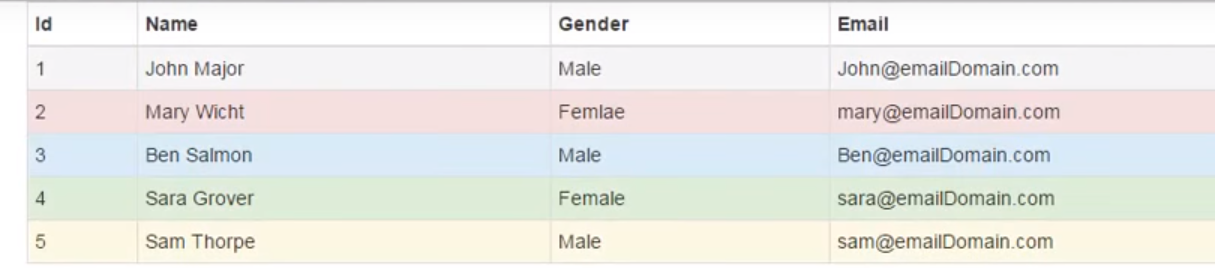 Id Name Gender Email
1 John Major Male John@emailDomain.com
2 Mary Wicht Femlae mary@emailDomain.com
3 Ben Salmon Male Ben@emailDomain.com
4 Sara Grover Female sara@emailDomain.com
5 Sam Thorpe Male sam@emailDomain.com